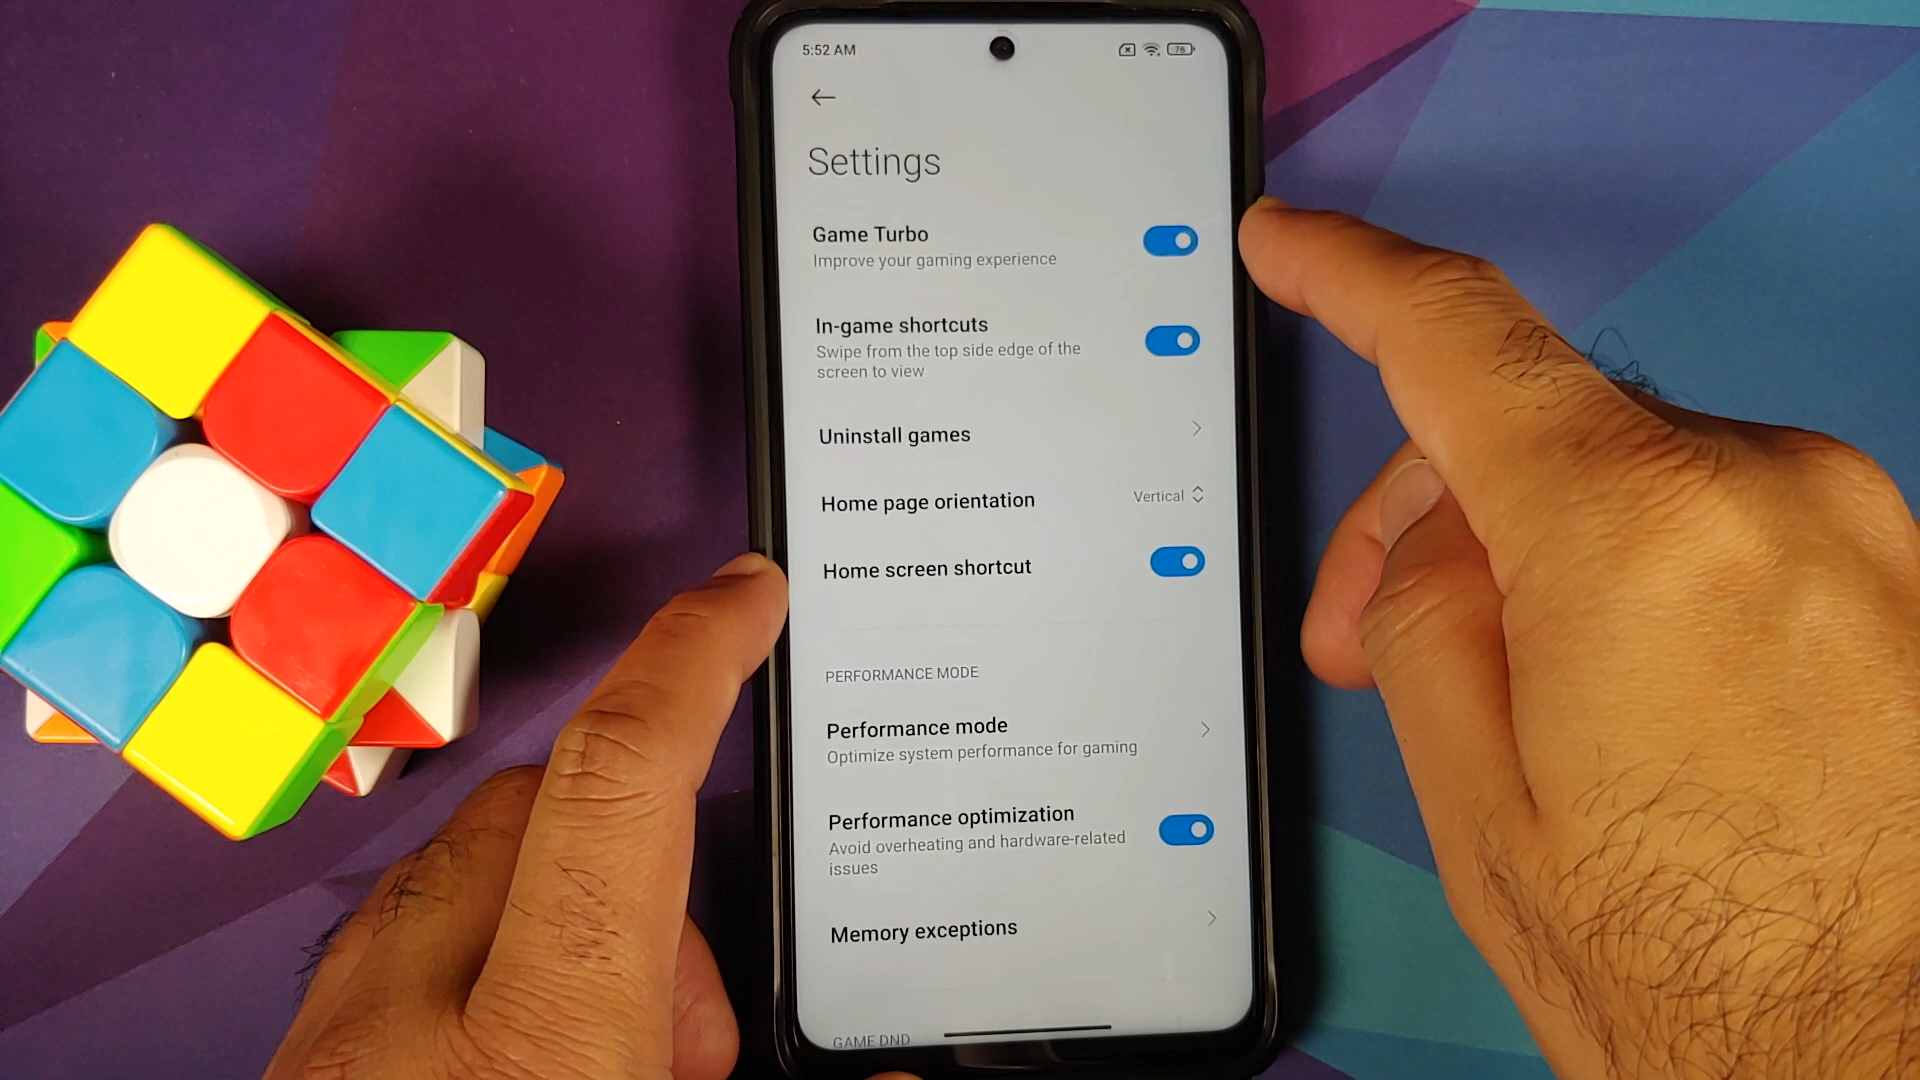 5:52 AM
76
Settings
Game Turbo
Improve your gaming experience
In-game shortcuts
Swipe from the top side edge of the
screen to view
Uninstall games
Home page orientation
Vertical
Home screen shortcut
PERFORMANCE MODE
Performance mode
Optimize system performance for gaming
Performance optimization
Avoid overheating and hardware-related
issues
Memory exceptions
GAME DND